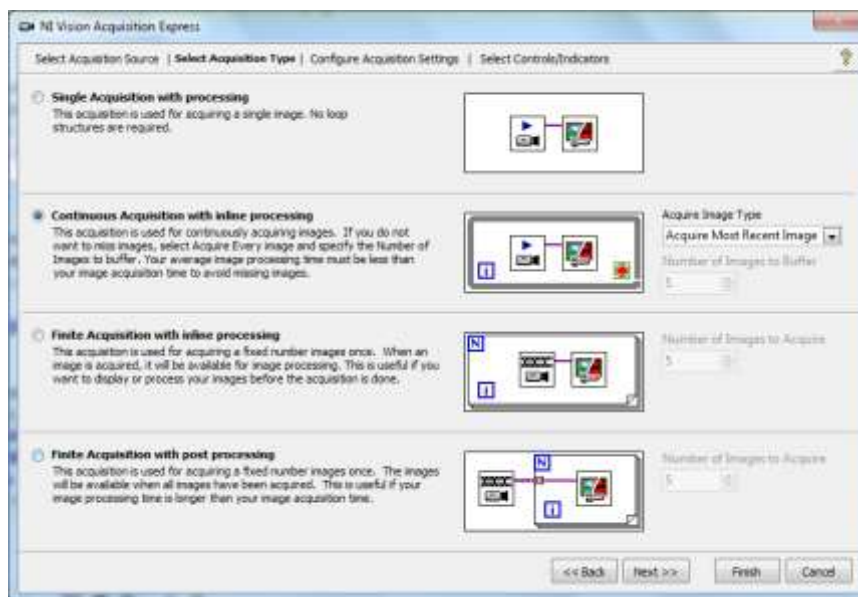 NI Vision Acquisition Express
Select Acquisition Source | Select Acquisition Type | Configure Acquisition Settings | Select Controls/Indicators
Single Acquisition with processing
This acquisition is used for acquiring a single image. No loop
structures are required.
Continuous Acquisition with inline processing
This acquisition is used for continuously acquiring images. If you do not
want to miss images, select Acquire Every image and specify the Number of
Images to buffer. Your average image processing time must be less than
your image acquisition time to avoid missing images.
i
Acquire Image Type
Acquire Most Recent Image
Number of Images to Buffer
5
Finite Acquisition with inline processing
This acquisition is used for acquiring a fixed number images once. When an
image is acquired, it will be available for image processing. This is useful if you
want to display or process your images before the acquisition is done.
N
i
Number of Images to Acquire
5
Finite Acquisition with post processing
This acquisition is used for acquiring a fixed number images once. The images
will be available when all images have been acquired. This is useful if your
image processing time is longer than your image acquisition time.
N
i
Number of Images to Acquire
5
<< Back
Next >>
Finish
Cancel